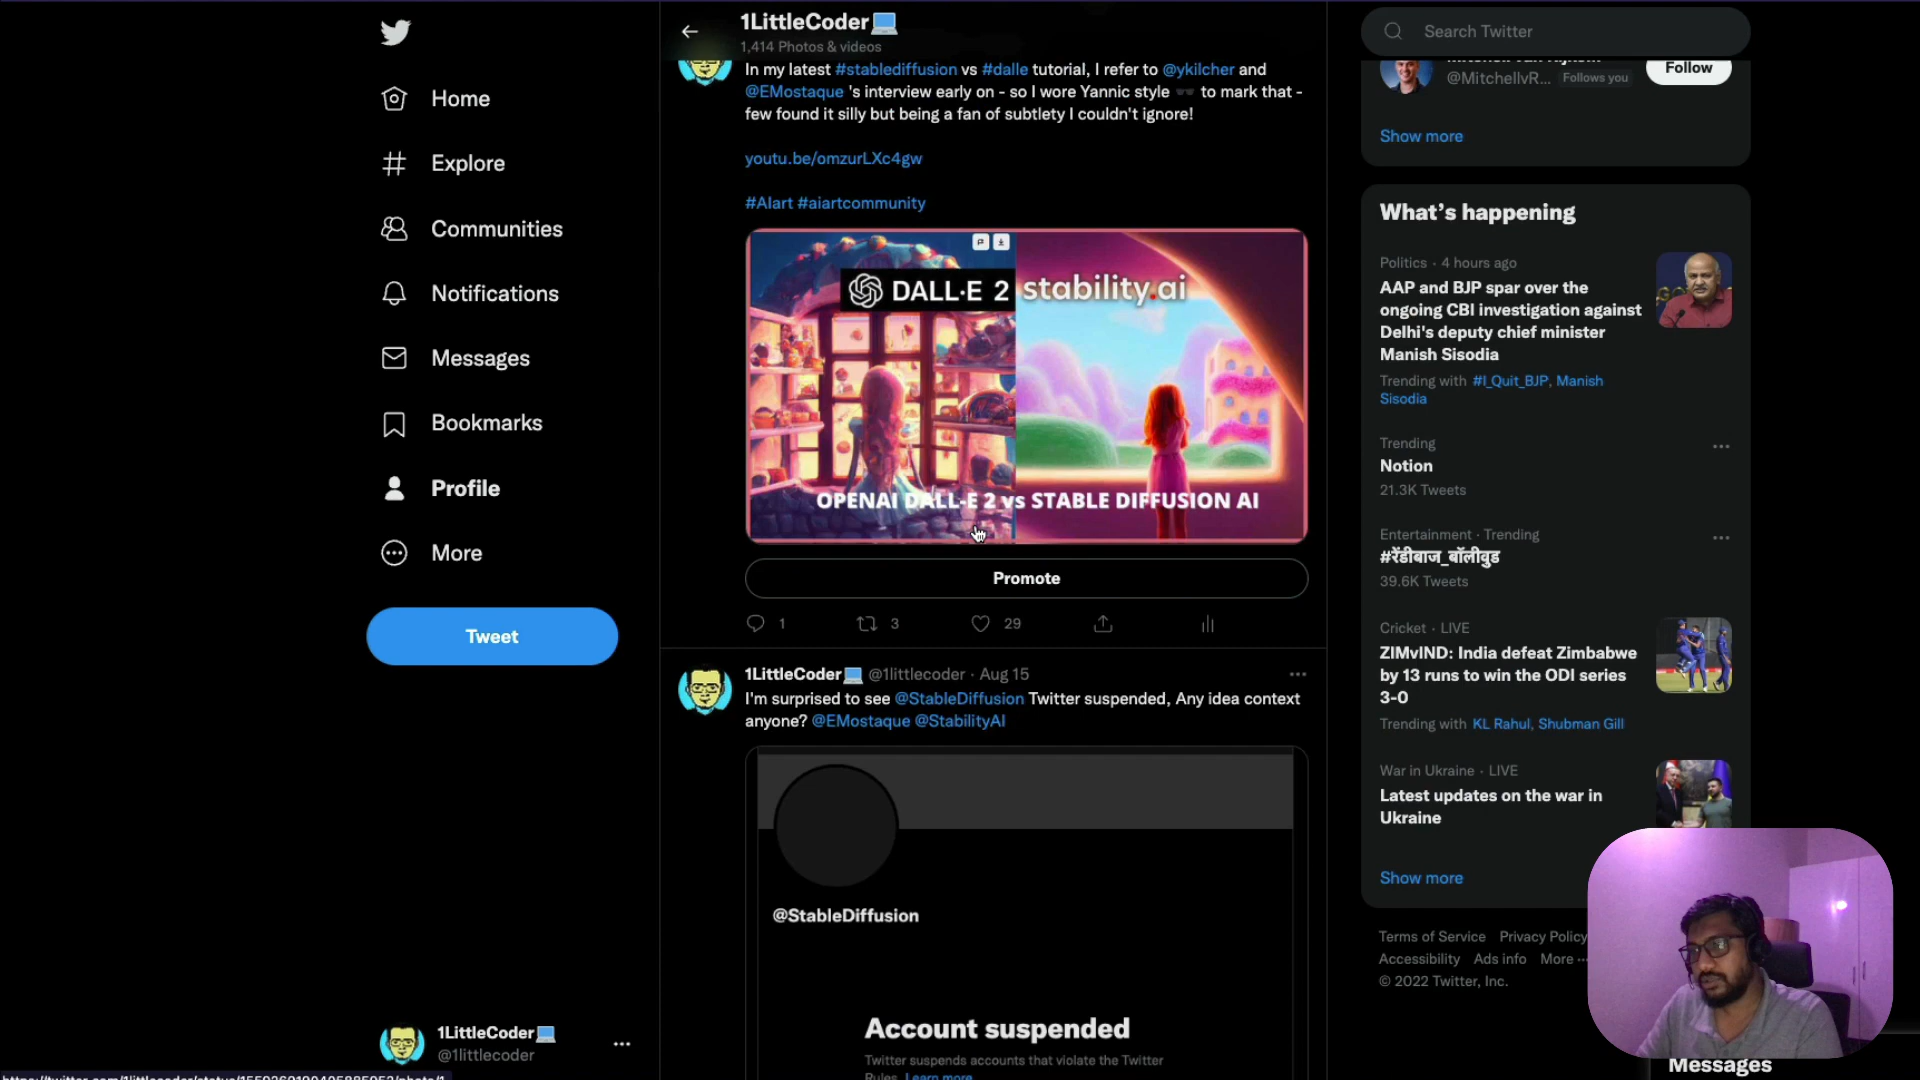 1LittleCoder💻
1,414 Photos & videos
In my latest #stablediffusion vs #dalle tutorial, I refer to @ykilcher and
@EMostaque 's interview early on - so I wore Yannic style 🕶️ to mark that -
few found it silly but being a fan of subtlety I couldn't ignore!
youtu.be/omzurLXc4gw
#AIart #aiartcommunity
DALL·E 2
stability.ai
OPENAI DALL-E 2 vs STABLE DIFFUSION AI
Promote
1
3
29
1LittleCoder💻 @1littlecoder · Aug 15
I'm surprised to see @StableDiffusion Twitter suspended, Any idea context
anyone? @EMostaque @StabilityAI
@StableDiffusion
Account suspended
Twitter suspends accounts that violate the Twitter
Rules. Learn more
Home
Explore
Communities
Notifications
Messages
Bookmarks
Profile
More
Tweet
1LittleCoder💻
@1littlecoder
Search Twitter
@MitchellvR... Follows you
Follow
Show more
What's happening
Politics · 4 hours ago
AAP and BJP spar over the
ongoing CBI investigation against
Delhi's deputy chief minister
Manish Sisodia
Trending with #I_Quit_BJP, Manish
Sisodia
Trending
Notion
21.3K Tweets
Entertainment · Trending
#रेंडीबाज_बॉलीवुड
39.6K Tweets
Cricket · LIVE
ZIMvIND: India defeat Zimbabwe
by 13 runs to win the ODI series
3-0
Trending with KL Rahul, Shubman Gill
War in Ukraine · LIVE
Latest updates on the war in
Ukraine
Show more
Terms of Service Privacy Policy
Accessibility Ads info More ···
© 2022 Twitter, Inc.
Messages